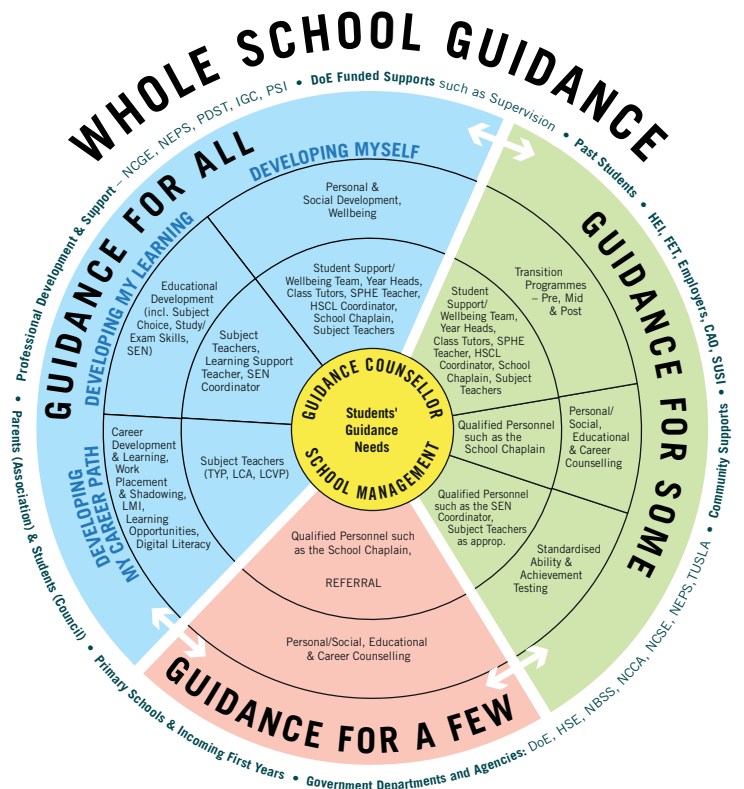 WHOLE SCHOOL GUIDANCE
Professional Development & Support – NCGE, NEPS, PDST, IGC, PSI • DoE Funded Supports such as Supervision • Past Students • HEI, FET, Employers, CAO, SUSI • Community Supports •
Parents (Association) & Students (Council) • Primary Schools & Incoming First Years • Government Departments and Agencies: DoE, HSE, NBSS, NCCA, NCSE, NEPS, TUSLA •
GUIDANCE FOR ALL
DEVELOPING MYSELF
Personal &
Social Development,
Wellbeing
Student Support/
Wellbeing Team, Year Heads,
Class Tutors, SPHE Teacher,
HSCL Coordinator,
School Chaplain,
Subject Teachers
DEVELOPING MY LEARNING
Educational
Development
(incl. Subject
Choice, Study/
Exam Skills,
SEN)
Subject
Teachers,
Learning Support
Teacher, SEN
Coordinator
DEVELOPING
MY CAREER PATH
Career
Development
& Learning,
Work
Placement
& Shadowing,
LMI,
Learning
Opportunities,
Digital Literacy
Subject Teachers
(TYP, LCA, LCVP)
GUIDANCE COUNSELLOR
Students'
Guidance
Needs
SCHOOL MANAGEMENT
GUIDANCE FOR SOME
Transition
Programmes
– Pre, Mid
& Post
Student
Support/
Wellbeing Team,
Year Heads,
Class Tutors, SPHE
Teacher, HSCL
Coordinator, School
Chaplain, Subject
Teachers
Qualified Personnel
such as the
School Chaplain
Personal/
Social,
Educational
& Career
Counselling
Qualified Personnel
such as the SEN
Coordinator,
Subject Teachers
as approp.
Standardised
Ability &
Achievement
Testing
Qualified Personnel such
as the School Chaplain,
REFERRAL
Personal/Social, Educational
& Career Counselling
GUIDANCE FOR A FEW